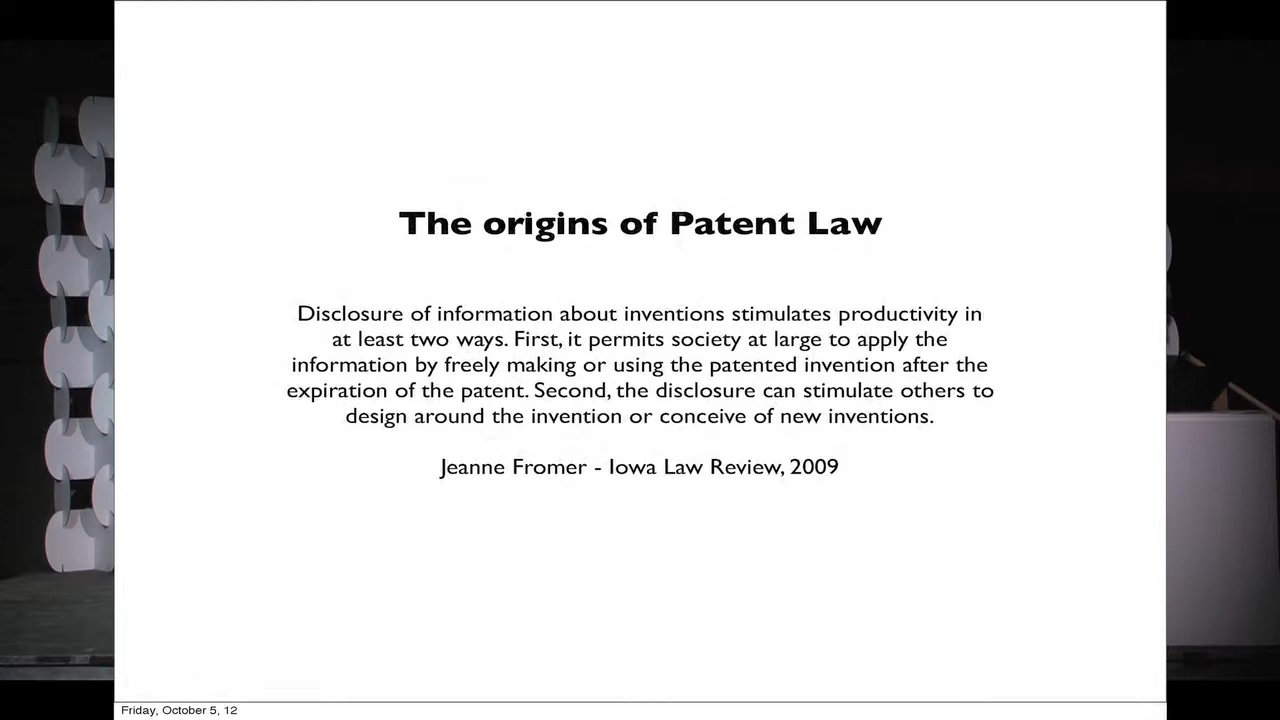 The origins of Patent Law
Disclosure of information about inventions stimulates productivity in
at least two ways. First, it permits society at large to apply the
information by freely making or using the patented invention after the
expiration of the patent. Second, the disclosure can stimulate others to
design around the invention or conceive of new inventions.
Jeanne Fromer - Iowa Law Review, 2009
Friday, October 5, 12